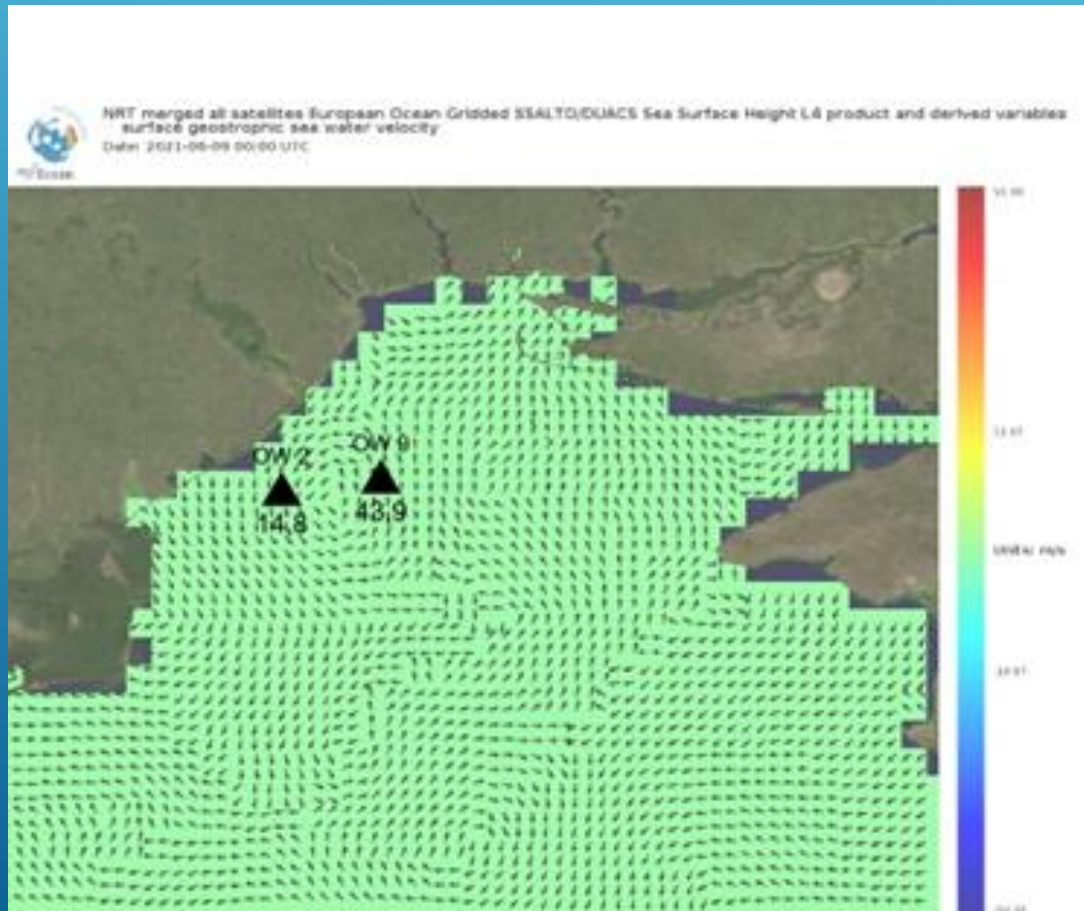 NRT merged all satellites European Ocean Gridded SSALTO/DUACS Sea Surface Height L4 product and derived variables
surface geostrophic sea water velocity
Date: 2021-06-09 00:00 UTC
OW 2
OW 9
14,8
43,9
Units: m/s